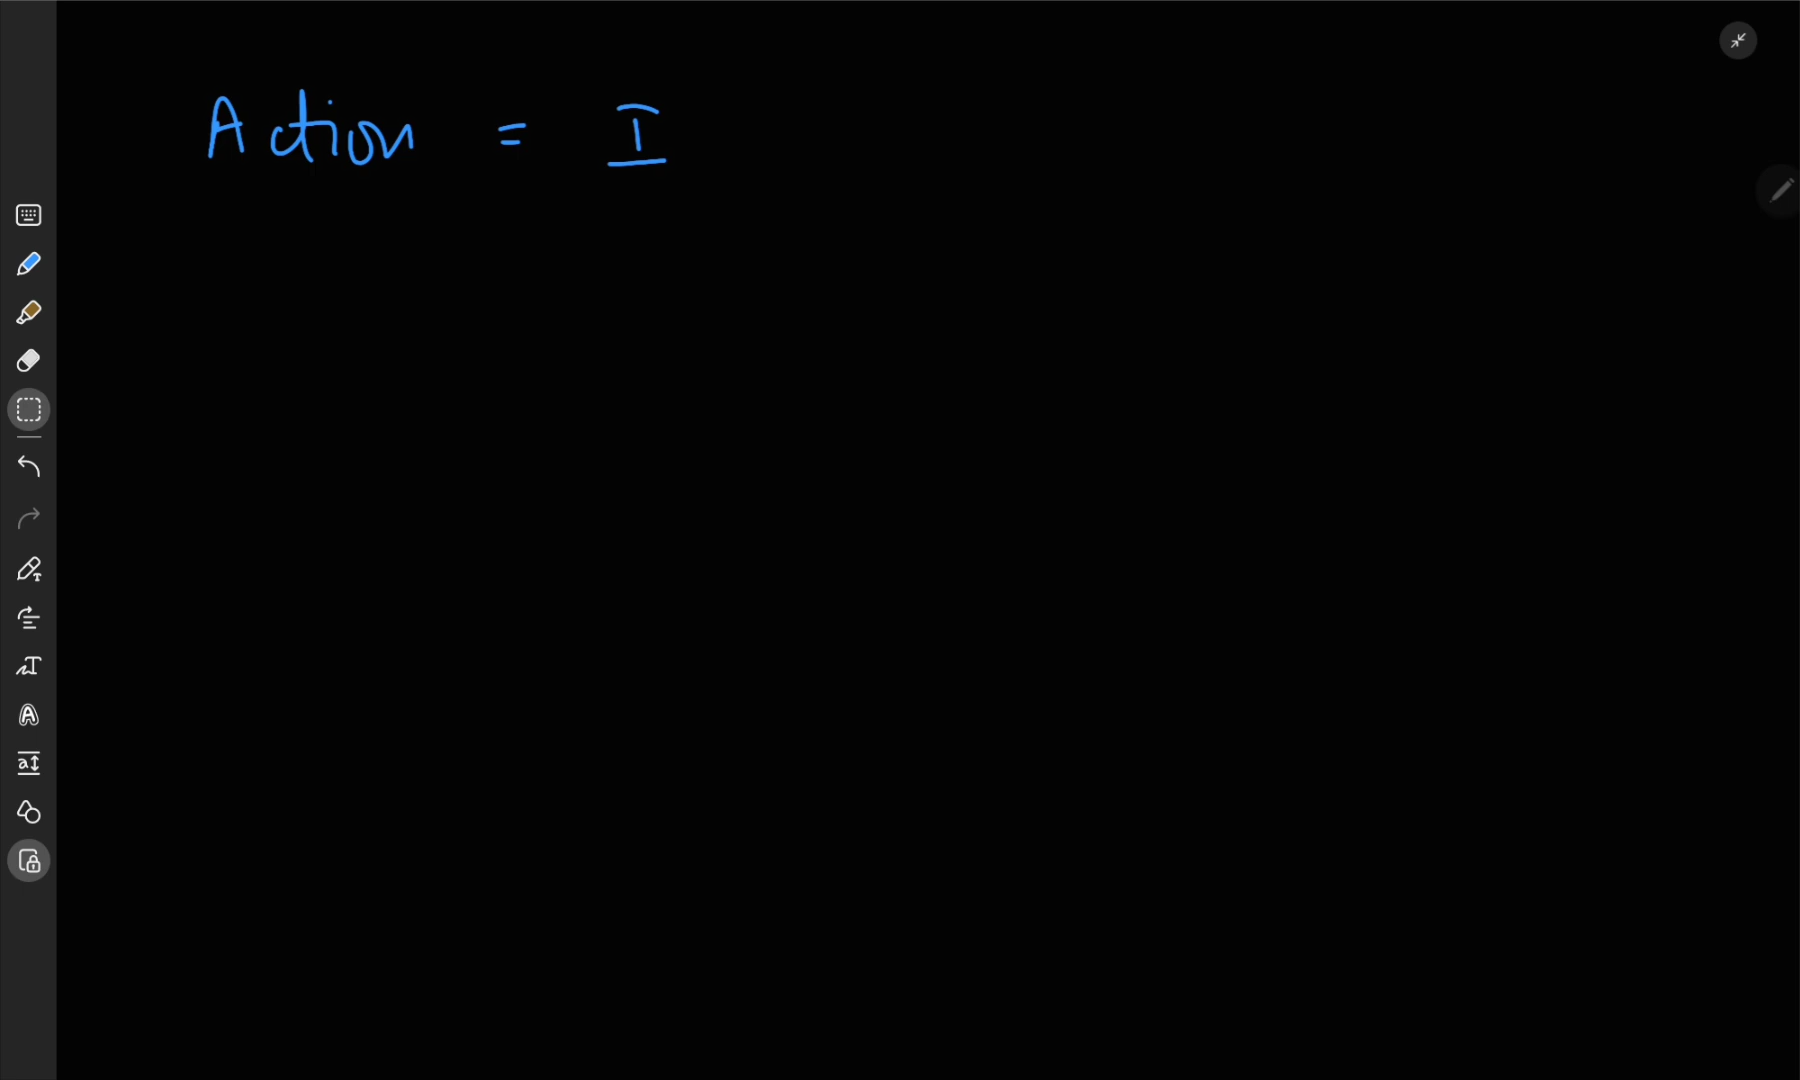 Action = I